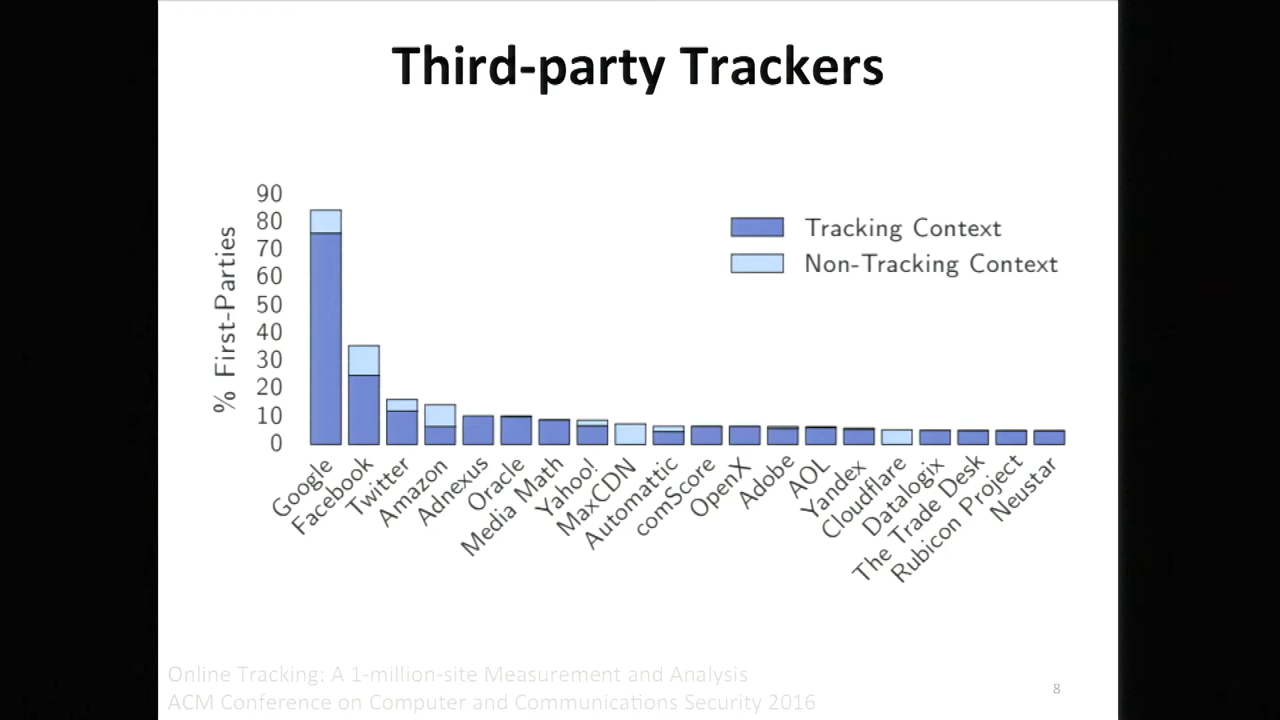 Third-party Trackers
90
80
70
60
50
40
30
20
10
0
% First-Parties
Tracking Context
Non-Tracking Context
Google
Facebook
Twitter
Amazon
Adnexus
Oracle
Media Math
Yahoo!
MaxCDN
Automattic
comScore
OpenX
Adobe
AOL
Yandex
Cloudflare
Datalogix
The Trade Desk
Rubicon Project
Neustar
Online Tracking: A 1-million-site Measurement and Analysis
ACM Conference on Computer and Communications Security 2016
8